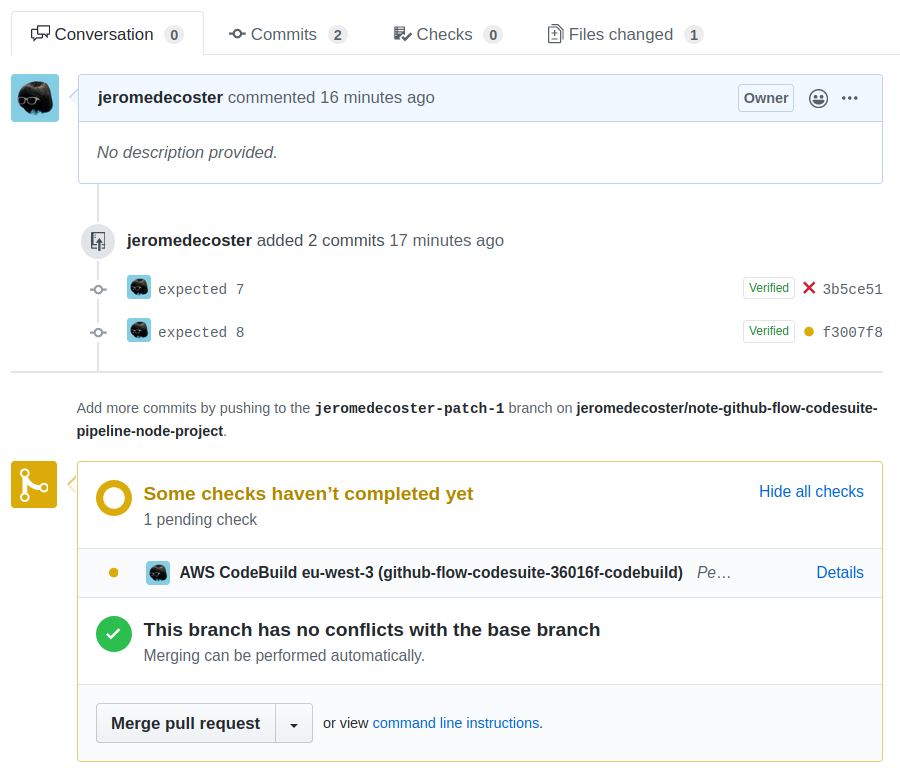 Conversation 0 Commits 2 Checks 0 Files changed 1
jeromedecoster commented 16 minutes ago Owner
No description provided.
jeromedecoster added 2 commits 17 minutes ago
expected 7 Verified 3b5ce51
expected 8 Verified f3007f8
Add more commits by pushing to the jeromedecoster-patch-1 branch on jeromedecoster/note-github-flow-codesuite-
pipeline-node-project.
Some checks haven’t completed yet Hide all checks
1 pending check
AWS CodeBuild eu-west-3 (github-flow-codesuite-36016f-codebuild) Pe… Details
This branch has no conflicts with the base branch
Merging can be performed automatically.
Merge pull request or view command line instructions.